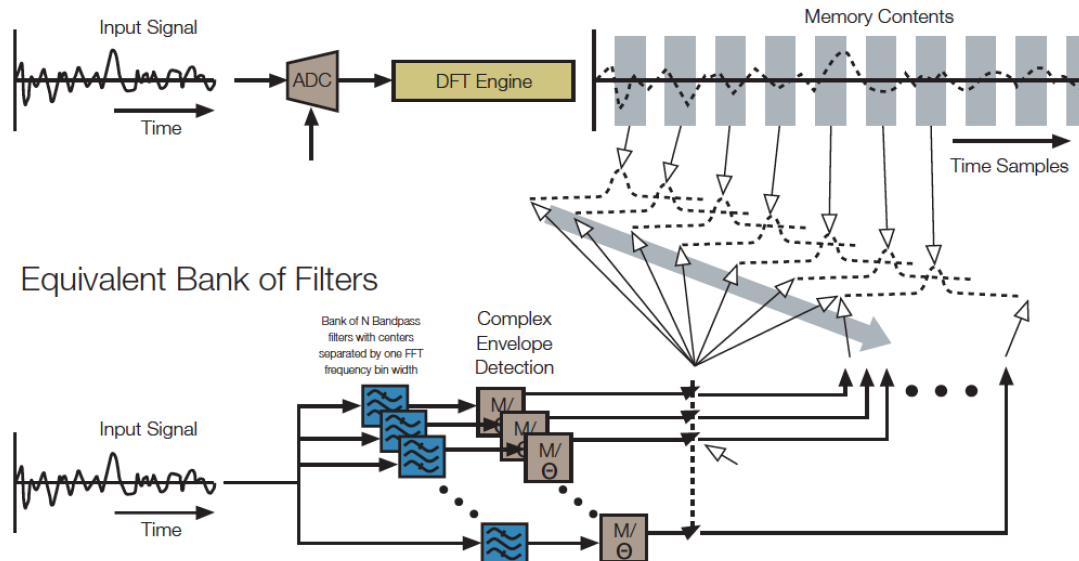 Input Signal
Time
ADC
DFT Engine
Memory Contents
Time Samples
Equivalent Bank of Filters
Bank of N Bandpass
filters with centers
separated by one FFT
frequency bin width
Complex
Envelope
Detection
Input Signal
Time
M/
M/
M/
Θ
M/
Θ